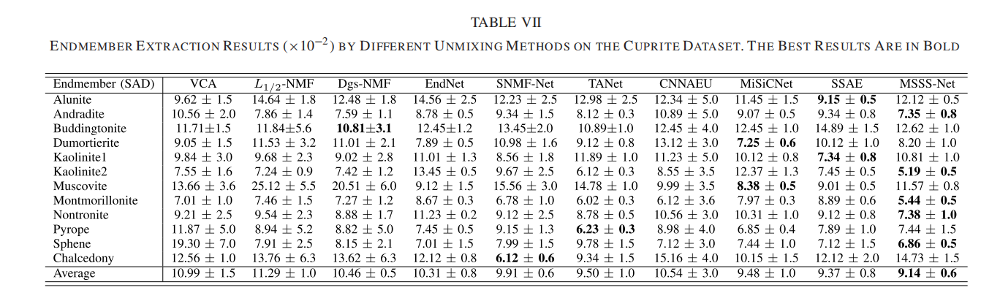 TABLE VII
ENDMEMBER EXTRACTION RESULTS (×10⁻²) BY DIFFERENT UNMIXING METHODS ON THE CUPRITE DATASET. THE BEST RESULTS ARE IN BOLD
Endmember (SAD) VCA L₁/₂-NMF Dgs-NMF EndNet SNMF-Net TANet CNNAEU MiSiCNet SSAE MSSS-Net
Alunite 9.62 ± 1.5 14.64 ± 1.8 12.48 ± 1.8 14.56 ± 2.5 12.23 ± 2.5 12.98 ± 2.5 12.34 ± 5.0 11.45 ± 1.5 9.15 ± 0.5 12.12 ± 0.5
Andradite 10.56 ± 2.0 7.86 ± 1.4 7.59 ± 1.1 8.78 ± 0.5 9.34 ± 1.5 8.12 ± 0.3 10.89 ± 5.0 9.07 ± 0.5 9.34 ± 0.8 7.35 ± 0.8
Buddingtonite 11.71±1.5 11.84±5.6 10.81±3.1 12.45±1.2 13.45±2.0 10.89±1.0 12.45 ± 4.0 12.45 ± 1.0 14.89 ± 1.5 12.62 ± 1.0
Dumortierite 9.05 ± 1.5 11.53 ± 3.2 11.01 ± 2.1 7.89 ± 0.5 10.98 ± 1.6 9.12 ± 0.8 13.12 ± 3.0 7.25 ± 0.6 10.12 ± 1.0 8.20 ± 1.0
Kaolinite1 9.84 ± 3.0 9.68 ± 2.3 9.02 ± 2.8 11.01 ± 1.3 8.56 ± 1.8 11.89 ± 1.0 11.23 ± 5.0 10.12 ± 0.8 7.34 ± 0.8 10.81 ± 1.0
Kaolinite2 7.55 ± 1.6 7.24 ± 0.9 7.42 ± 1.2 13.45 ± 0.5 9.67 ± 2.5 6.12 ± 0.3 8.55 ± 3.5 12.37 ± 1.3 7.45 ± 0.5 5.19 ± 0.5
Muscovite 13.66 ± 3.6 25.12 ± 5.5 20.51 ± 6.0 9.12 ± 1.5 15.56 ± 3.0 14.78 ± 1.0 9.99 ± 3.5 8.38 ± 0.5 9.01 ± 0.5 11.57 ± 0.8
Montmorillonite 7.01 ± 1.0 7.46 ± 1.5 7.27 ± 1.2 8.67 ± 0.3 6.78 ± 1.0 6.02 ± 0.3 6.12 ± 3.6 7.97 ± 0.3 8.89 ± 0.6 5.44 ± 0.5
Nontronite 9.21 ± 2.5 9.54 ± 2.3 8.88 ± 1.7 11.23 ± 0.2 9.12 ± 2.5 8.78 ± 0.5 10.56 ± 3.0 10.31 ± 1.0 9.12 ± 0.8 7.38 ± 1.0
Pyrope 11.87 ± 5.0 8.94 ± 5.2 8.82 ± 5.0 7.45 ± 0.5 9.15 ± 1.3 6.23 ± 0.3 8.98 ± 4.0 6.85 ± 0.4 7.89 ± 1.0 7.44 ± 1.5
Sphene 19.30 ± 7.0 7.91 ± 2.5 8.15 ± 2.1 7.01 ± 1.5 7.99 ± 1.5 9.78 ± 1.5 7.12 ± 3.0 7.44 ± 1.0 7.12 ± 1.5 6.86 ± 0.5
Chalcedony 12.56 ± 1.0 13.76 ± 6.3 13.62 ± 6.3 12.12 ± 0.8 6.12 ± 0.6 9.34 ± 1.5 15.16 ± 4.0 10.15 ± 1.5 12.12 ± 2.0 14.73 ± 1.5
Average 10.99 ± 1.5 11.29 ± 1.0 10.46 ± 0.5 10.31 ± 0.8 9.91 ± 0.6 9.50 ± 1.0 10.54 ± 3.0 9.48 ± 1.0 9.37 ± 0.8 9.14 ± 0.6